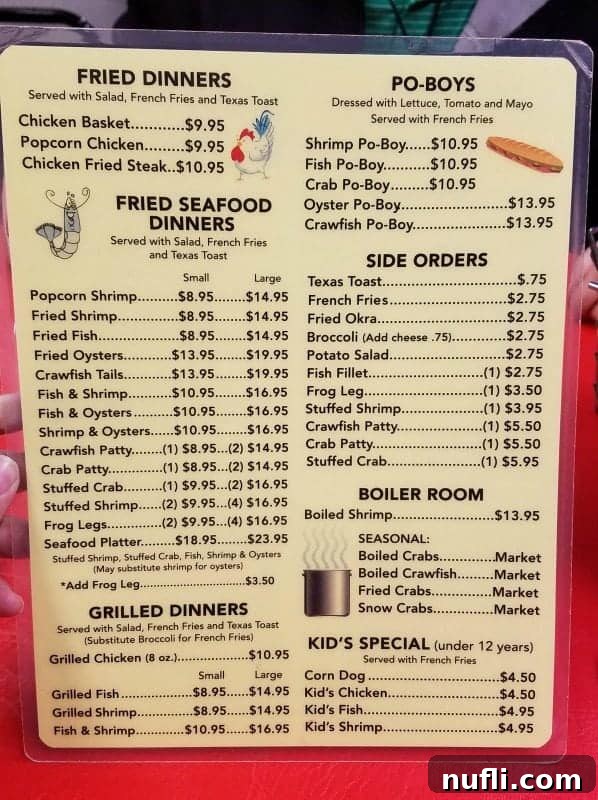 FRIED DINNERS
Served with Salad, French Fries and Texas Toast
Chicken Basket............$9.95
Popcorn Chicken.........$9.95
Chicken Fried Steak..$10.95
FRIED SEAFOOD
DINNERS
Served with Salad, French Fries
and Texas Toast
Small Large
Popcorn Shrimp.........$8.95.......$14.95
Fried Shrimp..............$8.95.......$14.95
Fried Fish...................$8.95.......$14.95
Fried Oysters............$13.95.......$19.95
Crawfish Tails...........$13.95.......$19.95
Fish & Shrimp..........$10.95.......$16.95
Fish & Oysters.........$10.95.......$16.95
Shrimp & Oysters.....$10.95.......$16.95
Crawfish Patty.....(1) $8.95...(2) $14.95
Crab Patty............(1) $8.95...(2) $14.95
Stuffed Crab........(1) $9.95...(2) $16.95
Stuffed Shrimp....(2) $9.95...(4) $16.95
Frog Legs............(2) $9.95...(4) $16.95
Seafood Platter........$18.95.......$23.95
Stuffed Shrimp, Stuffed Crab, Fish, Shrimp & Oysters
(May substitute shrimp for oysters)
*Add Frog Leg............................$3.50
GRILLED DINNERS
Served with Salad, French Fries and Texas Toast
(Substitute Broccoli for French Fries)
Grilled Chicken (8 oz.)..................$10.95
Small Large
Grilled Fish................$8.95.....$14.95
Grilled Shrimp...........$8.95.....$14.95
Fish & Shrimp..........$10.95.....$16.95
PO-BOYS
Dressed with Lettuce, Tomato and Mayo
Served with French Fries
Shrimp Po-Boy......$10.95
Fish Po-Boy...........$10.95
Crab Po-Boy..........$10.95
Oyster Po-Boy...........................$13.95
Crawfish Po-Boy........................$13.95
SIDE ORDERS
Texas Toast.................................$.75
French Fries...............................$2.75
Fried Okra.................................$2.75
Broccoli (Add cheese .75)................$2.75
Potato Salad..............................$2.75
Fish Fillet............................(1) $2.75
Frog Leg.............................(1) $3.50
Stuffed Shrimp...................(1) $3.95
Crawfish Patty....................(1) $5.50
Crab Patty..........................(1) $5.50
Stuffed Crab.......................(1) $5.95
BOILER ROOM
Boiled Shrimp..........................$13.95
SEASONAL:
Boiled Crabs.............Market
Boiled Crawfish........Market
Fried Crabs...............Market
Snow Crabs..............Market
KID'S SPECIAL (under 12 years)
Served with French Fries
Corn Dog..................................$4.50
Kid's Chicken............................$4.50
Kid's Fish..................................$4.95
Kid's Shrimp.............................$4.95
nufli.com